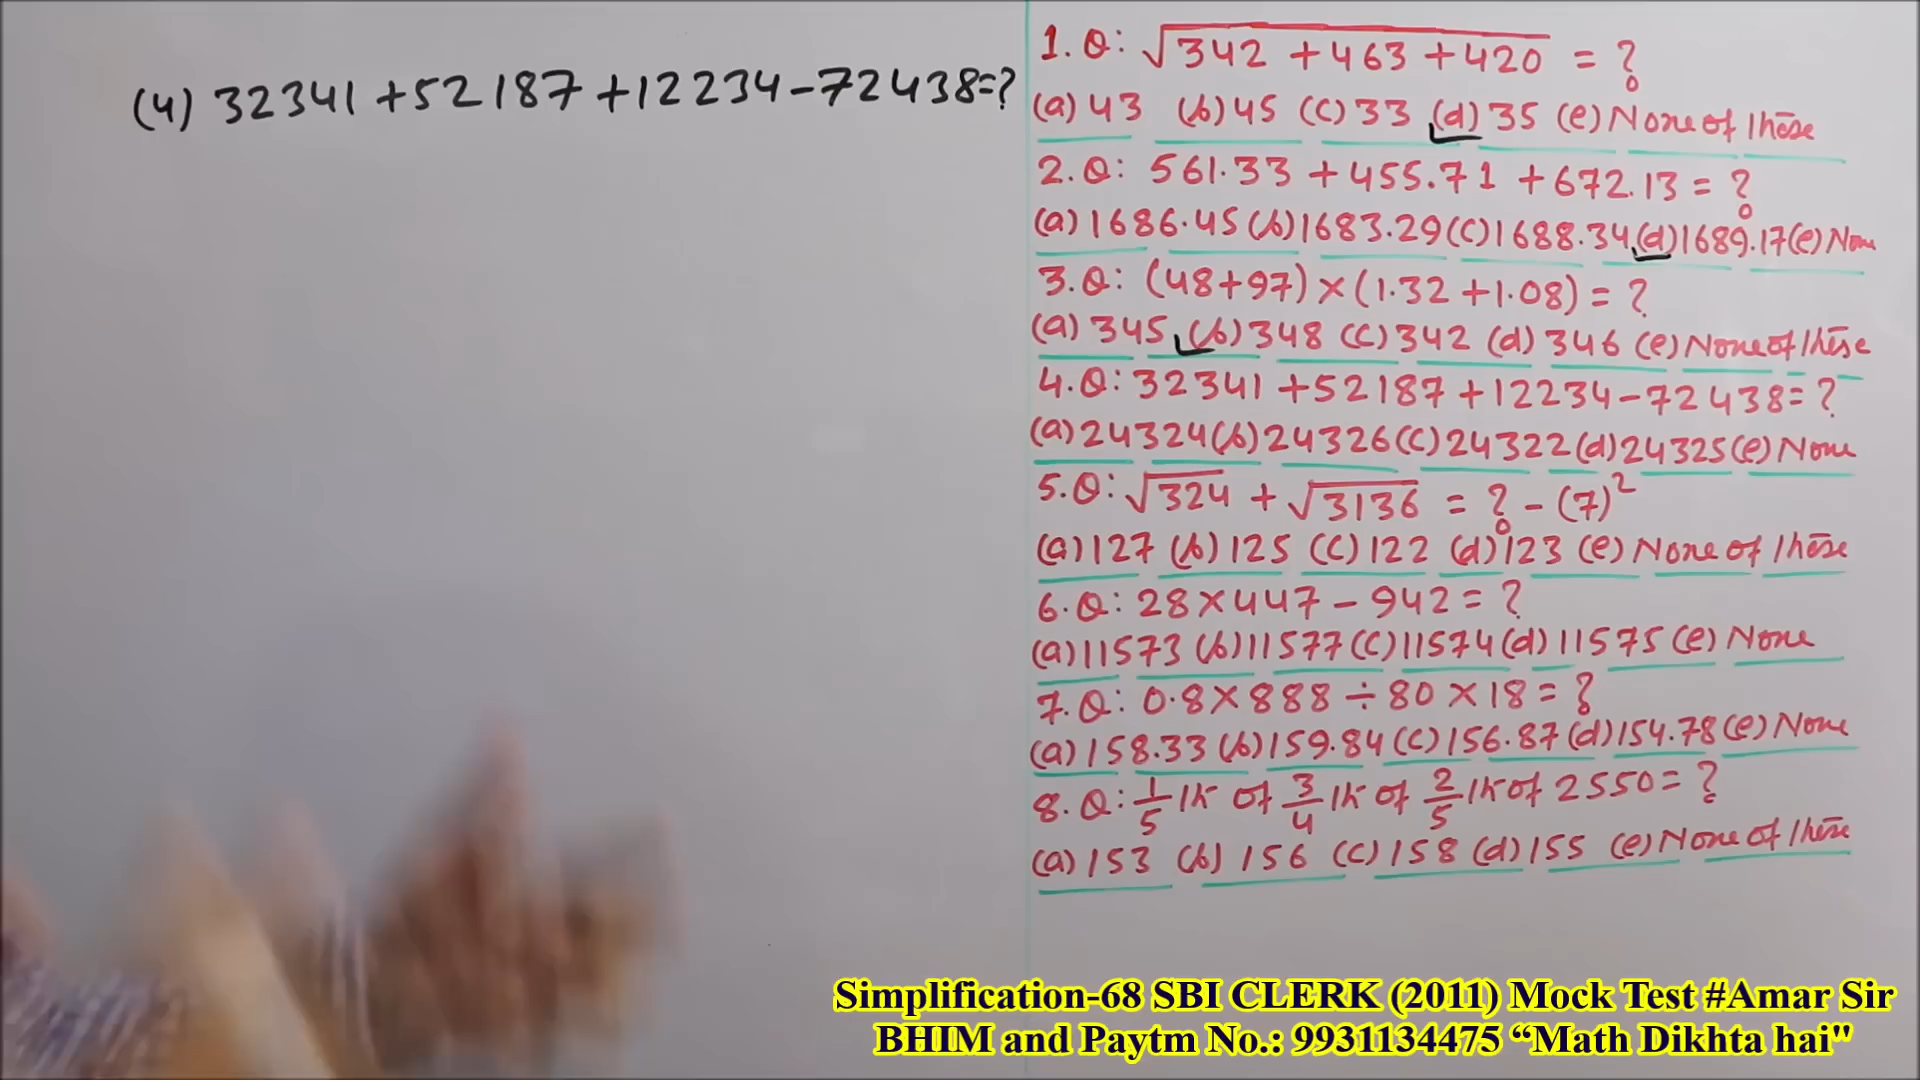 (4) 32341 +52187 +12234-72438=?
1. Q: √342 +463 +420 = ?
(a) 43 (b) 45 (c) 33 (d) 35 (e) None of these
2. Q: 561.33 +455.71 +672.13 = ?
(a) 1686.45 (b) 1683.29 (c) 1688.34 (d) 1689.17 (e) None
3. Q: (48+97) × (1.32 +1.08) = ?
(a) 345 (b) 348 (c) 342 (d) 346 (e) None of these
4. Q: 32341 +52187 +12234-72438= ?
(a) 24324 (b) 24326 (c) 24322 (d) 24325 (e) None
5. Q: √324 + √3136 = ? - (7)²
(a) 127 (b) 125 (c) 122 (d) 123 (e) None of these
6. Q: 28×447 - 942 = ?
(a) 11573 (b) 11577 (c) 11574 (d) 11575 (e) None
7. Q: 0.8×888 ÷ 80 ×18 = ?
(a) 158.33 (b) 159.84 (c) 156.87 (d) 154.78 (e) None
8. Q: 1/5 th of 3/4 th of 2/5 th of 2550 = ?
(a) 153 (b) 156 (c) 158 (d) 155 (e) None of these
Simplification-68 SBI CLERK (2011) Mock Test #Amar Sir
BHIM and Paytm No.: 9931134475 “Math Dikhta hai"